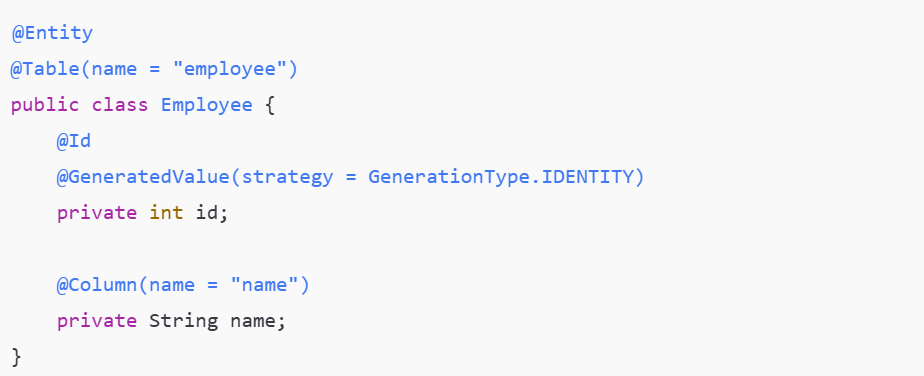 @Entity
@Table(name = "employee")
public class Employee {
    @Id
    @GeneratedValue(strategy = GenerationType.IDENTITY)
    private int id;

    @Column(name = "name")
    private String name;
}